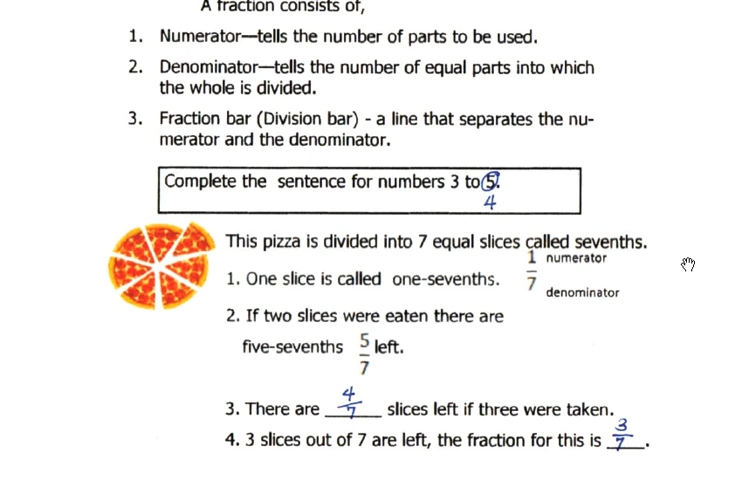 A fraction consists of,
1. Numerator—tells the number of parts to be used.
2. Denominator—tells the number of equal parts into which
the whole is divided.
3. Fraction bar (Division bar) - a line that separates the nu-
merator and the denominator.
Complete the sentence for numbers 3 to 5.
4
This pizza is divided into 7 equal slices called sevenths.
1 numerator
1. One slice is called one-sevenths.
7 denominator
2. If two slices were eaten there are
five-sevenths 5/7 left.
3. There are 4/7 slices left if three were taken.
4. 3 slices out of 7 are left, the fraction for this is 3/7.